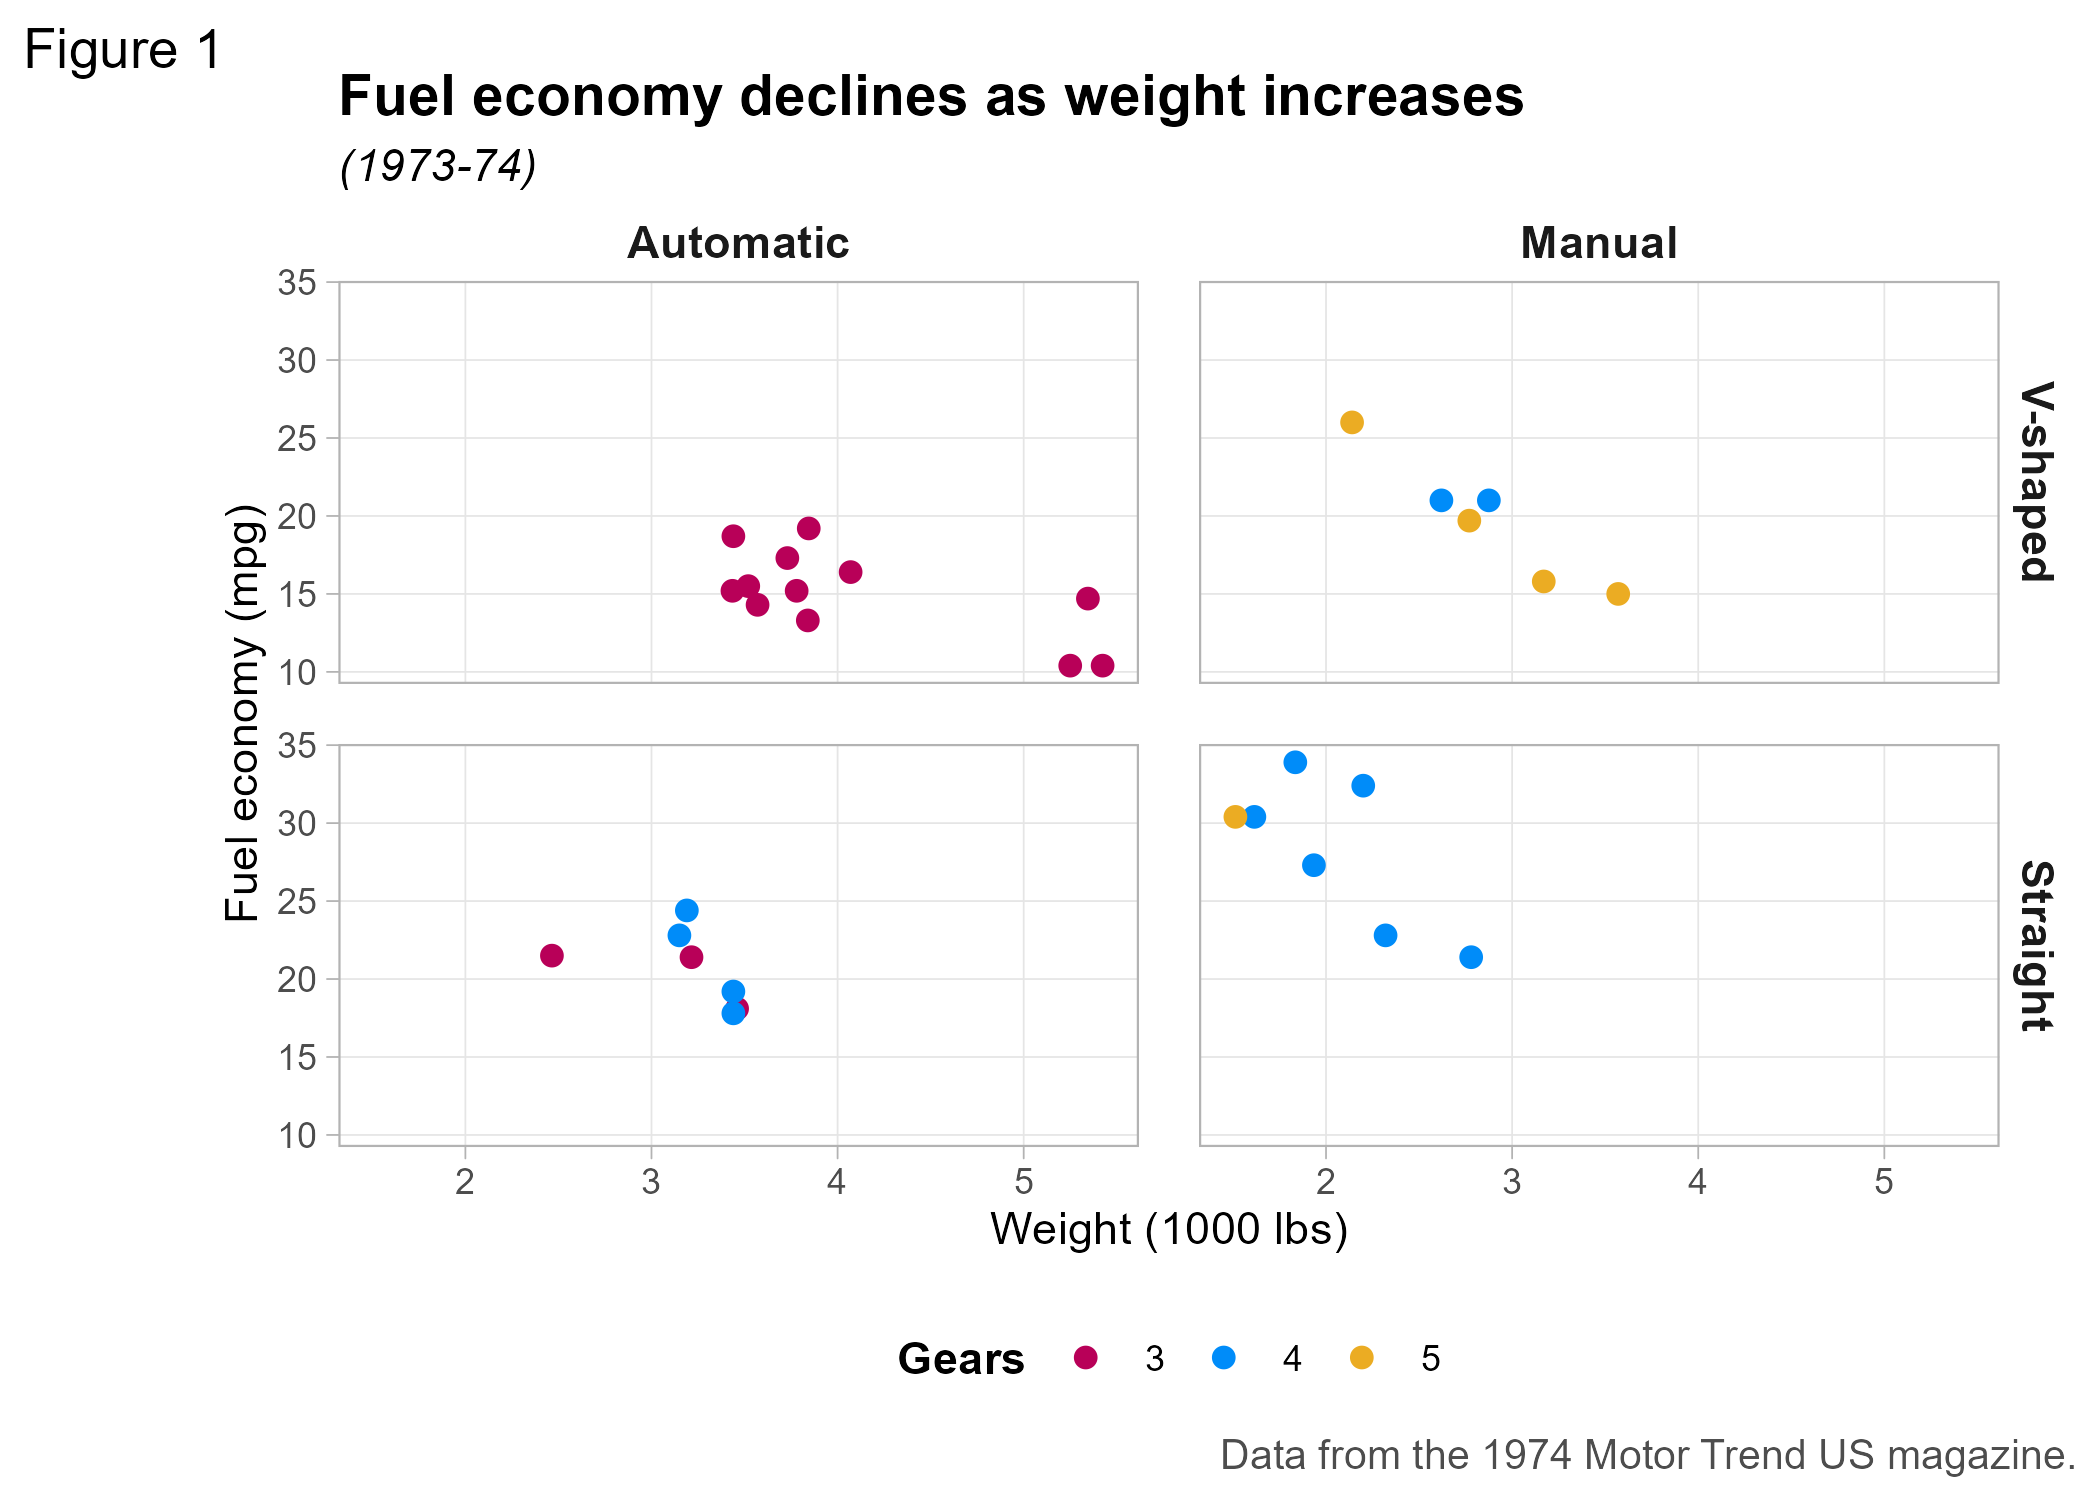 Figure 1
Fuel economy declines as weight increases
(1973-74)
Automatic
Manual
35
30
25
20
15
10
V-shaped
Fuel economy (mpg)
35
30
25
20
15
10
Straight
2
3
4
5
2
3
4
5
Weight (1000 lbs)
Gears 3 4 5
Data from the 1974 Motor Trend US magazine.